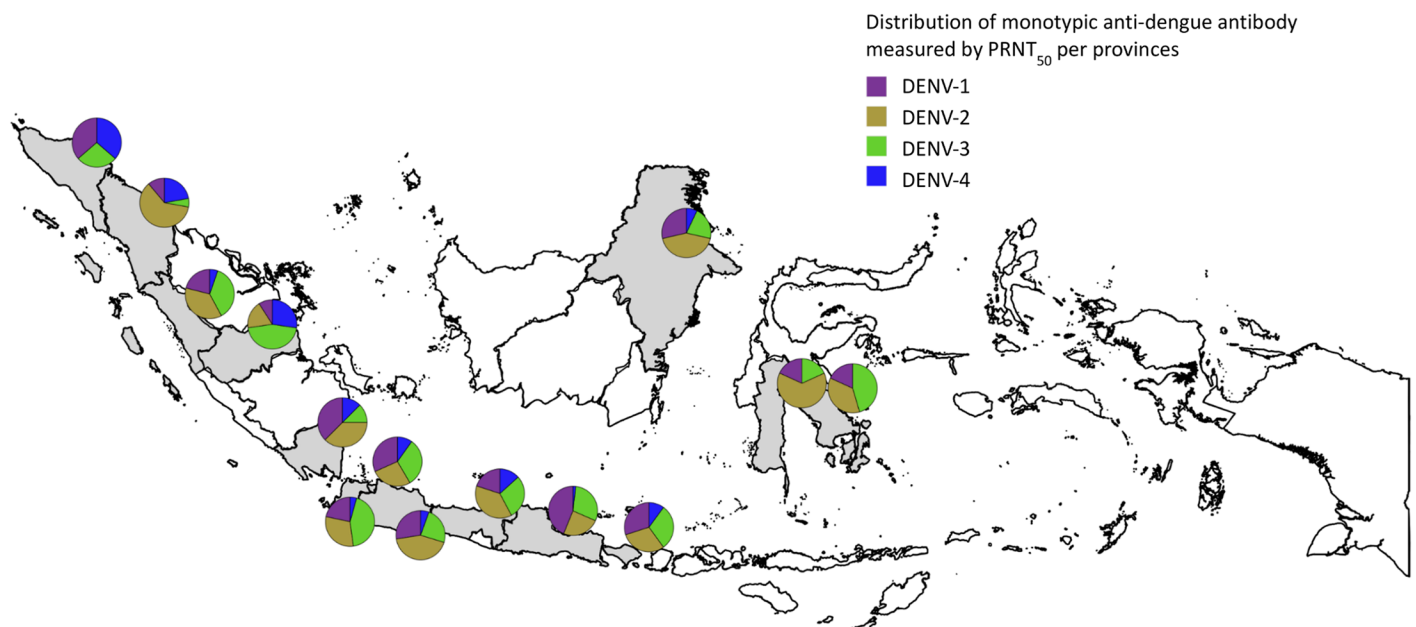 Distribution of monotypic anti-dengue antibody
measured by PRNT50 per provinces
DENV-1
DENV-2
DENV-3
DENV-4